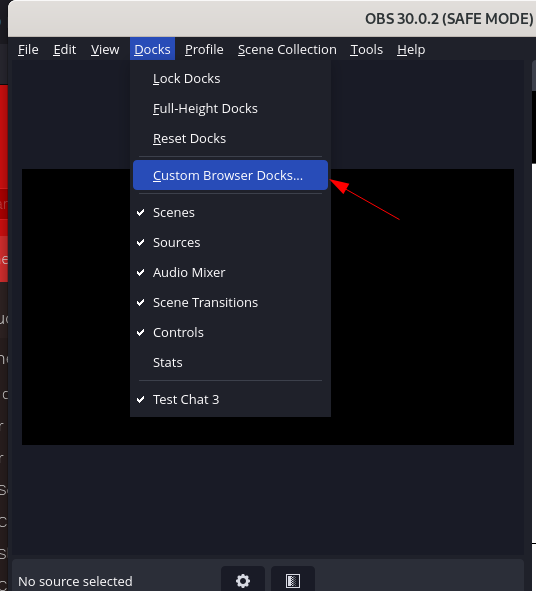 OBS 30.0.2 (SAFE MODE)
File Edit View Docks Profile Scene Collection Tools Help
Lock Docks
Full-Height Docks
Reset Docks
Custom Browser Docks...
Scenes
Sources
Audio Mixer
Scene Transitions
Controls
Stats
Test Chat 3
No source selected